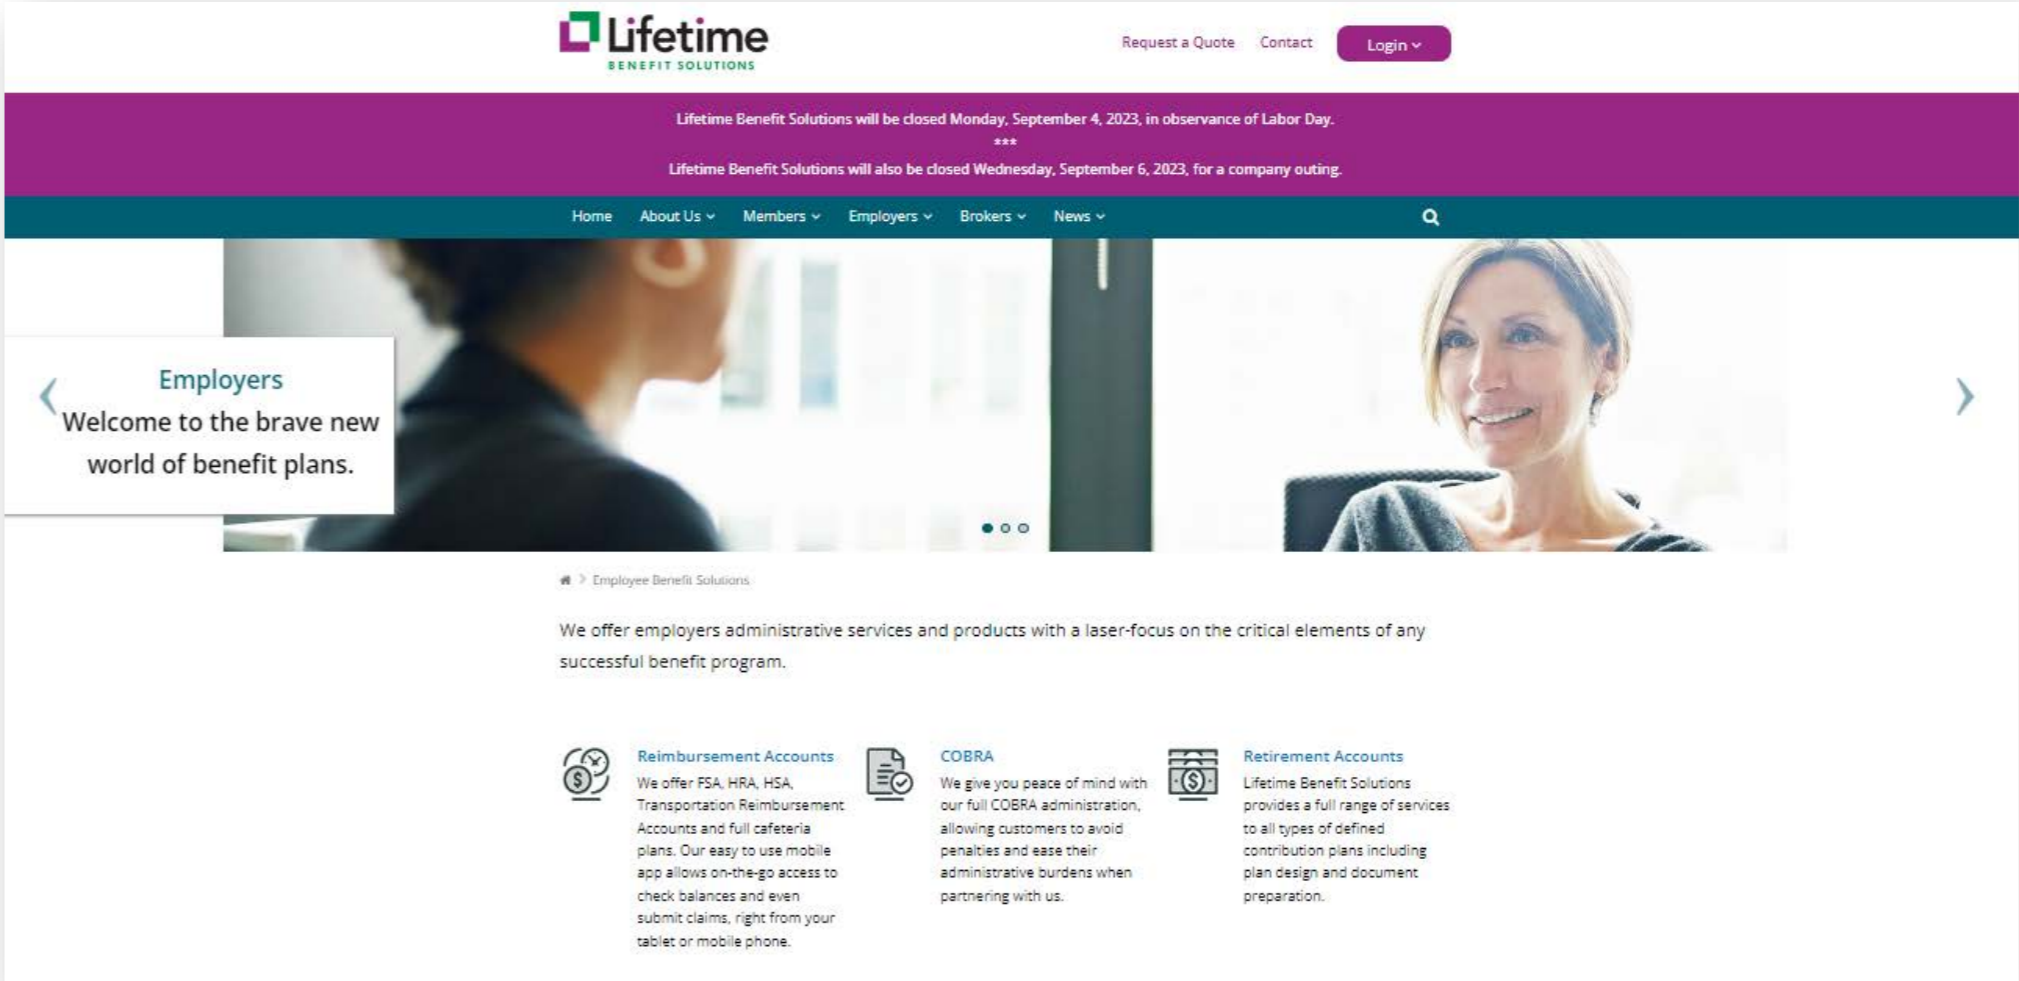 Lifetime
BENEFIT SOLUTIONS
Request a Quote
Contact
Login
Lifetime Benefit Solutions will be closed Monday, September 4, 2023, in observance of Labor Day.
***
Lifetime Benefit Solutions will also be closed Wednesday, September 6, 2023, for a company outing.
Home
About Us
Members
Employers
Brokers
News
Employers
Welcome to the brave new
world of benefit plans.
Employee Benefit Solutions
We offer employers administrative services and products with a laser-focus on the critical elements of any
successful benefit program.
Reimbursement Accounts
We offer FSA, HRA, HSA,
Transportation Reimbursement
Accounts and full cafeteria
plans. Our easy to use mobile
app allows on-the-go access to
check balances and even
submit claims, right from your
tablet or mobile phone.
COBRA
We give you peace of mind with
our full COBRA administration,
allowing customers to avoid
penalties and ease their
administrative burdens when
partnering with us.
Retirement Accounts
Lifetime Benefit Solutions
provides a full range of services
to all types of defined
contribution plans including
plan design and document
preparation.